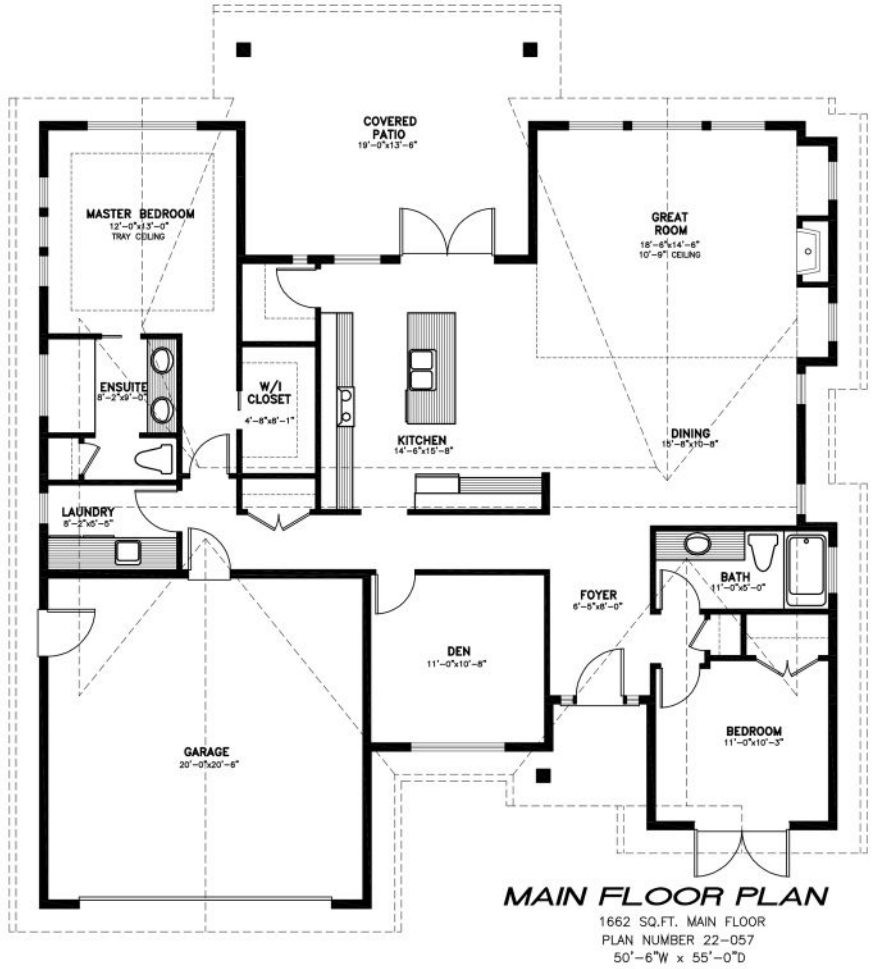 COVERED
PATIO
19'-0"x13'-6"
MASTER BEDROOM
12'-0"x13'-0"
TRAY CEILING
GREAT
ROOM
18'-6"x14'-6"
10'-9" CEILING
ENSUITE
8'-2"x9'-0"
W/I
CLOSET
4'-8"x8'-1"
KITCHEN
14'-6"x15'-8"
DINING
15'-8"x10'-8"
LAUNDRY
8'-2"x5'-5"
BATH
11'-0"x5'-0"
FOYER
6'-5"x8'-0"
DEN
11'-0"x10'-8"
BEDROOM
11'-0"x10'-3"
GARAGE
20'-0"x20'-6"
MAIN FLOOR PLAN
1662 SQ.FT. MAIN FLOOR
PLAN NUMBER 22-057
50'-6"W x 55'-0"D